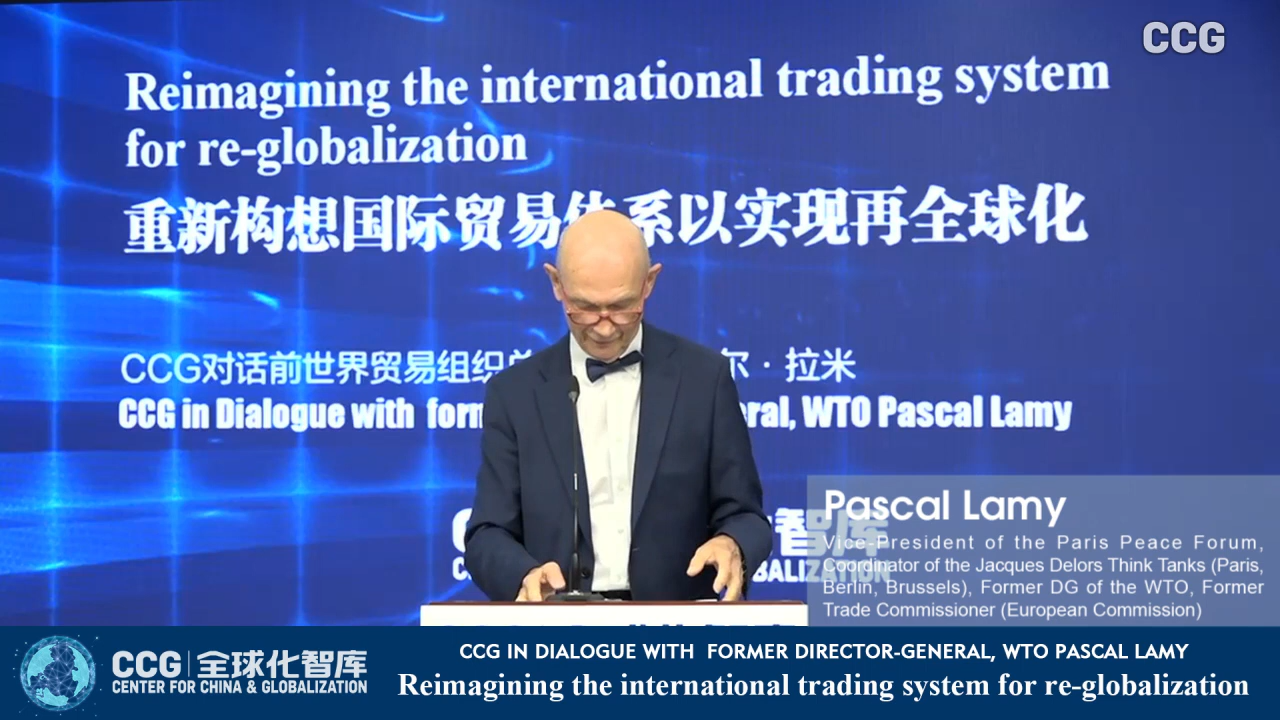 CCG
Reimagining the international trading system
for re-globalization
重新构想国际贸易体系以实现再全球化
CCG对话前世界贸易组织 尔·拉米
CCG in Dialogue with for eral, WTO Pascal Lamy
智库
Pascal Lamy
Vice-President of the Paris Peace Forum,
Coordinator of the Jacques Delors Think Tanks (Paris,
Berlin, Brussels), Former DG of the WTO, Former
Trade Commissioner (European Commission)
CCG 全球化智库
CENTER FOR CHINA & GLOBALIZATION
CCG IN DIALOGUE WITH FORMER DIRECTOR-GENERAL, WTO PASCAL LAMY
Reimagining the international trading system for re-globalization